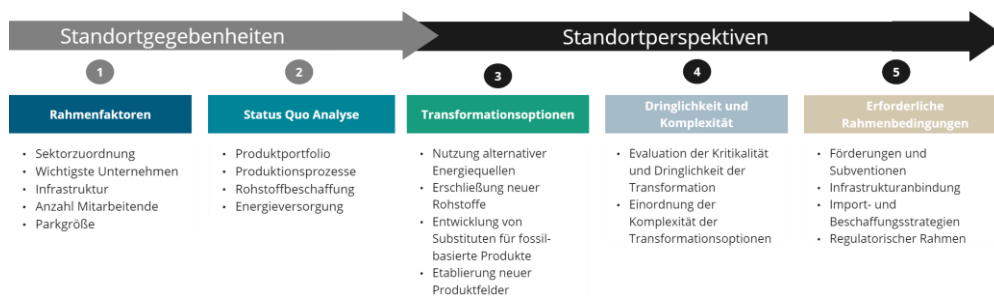 Standortgegebenheiten
Standortperspektiven
1
2
3
4
5
Rahmenfaktoren
Status Quo Analyse
Transformationsoptionen
Dringlichkeit und
Komplexität
Erforderliche
Rahmenbedingungen
• Sektorzuordnung
• Wichtigste Unternehmen
• Infrastruktur
• Anzahl Mitarbeitende
• Parkgröße
• Produktportfolio
• Produktionsprozesse
• Rohstoffbeschaffung
• Energieversorgung
• Nutzung alternativer
Energiequellen
• Erschließung neuer
Rohstoffe
• Entwicklung von
Substituten für fossil-
basierte Produkte
• Etablierung neuer
Produktfelder
• Evaluation der Kritikalität
und Dringlichkeit der
Transformation
• Einordnung der
Komplexität der
Transformationsoptionen
• Förderungen und
Subventionen
• Infrastrukturanbindung
• Import- und
Beschaffungsstrategien
• Regulatorischer Rahmen